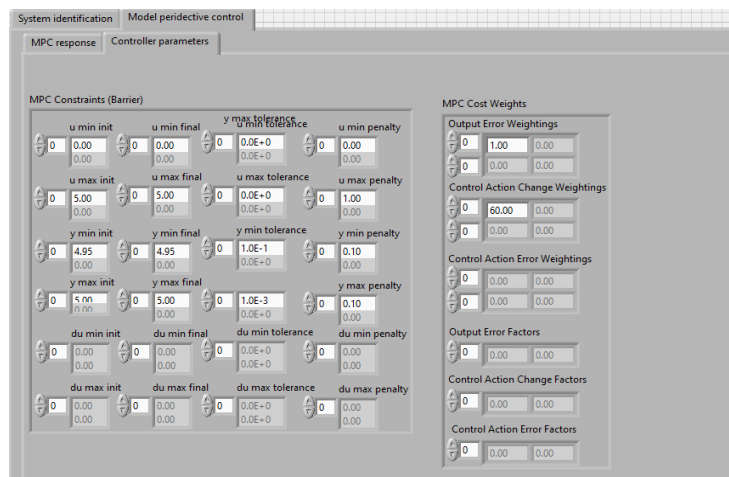 System identification Model peridective control
MPC response Controller parameters
MPC Constraints (Barrier)
u min init u min final u min tolerance y max tolerance u min penalty
0 0.00 0 0.00 0 0.0E+0 0 0.00
0.00 0.00 0.0E+0 0.00
u max init u max final u max tolerance u max penalty
0 5.00 0 5.00 0 0.0E+0 0 1.00
0.00 0.00 0.0E+0 0.00
y min init y min final y min tolerance y min penalty
0 4.95 0 4.95 0 1.0E-1 0 0.10
0.00 0.00 0.0E+0 0.00
y max init y max final y max penalty
0 5.00 0 5.00 0 1.0E-3 0 0.10
0.00 0.00 0.0E+0 0.00
du min init du min final du min tolerance du min penalty
0 0.00 0 0.00 0 0.0E+0 0 0.00
0.00 0.00 0.0E+0 0.00
du max init du max final du max tolerance du max penalty
0 0.00 0 0.00 0 0.0E+0 0 0.00
0.00 0.00 0.0E+0 0.00
MPC Cost Weights
Output Error Weightings
0 1.00 0.00
0 0.00 0.00
Control Action Change Weightings
0 60.00 0.00
0 0.00 0.00
Control Action Error Weightings
0 0.00 0.00
0 0.00 0.00
Output Error Factors
0 0.00 0.00
Control Action Change Factors
0 0.00 0.00
Control Action Error Factors
0 0.00 0.00